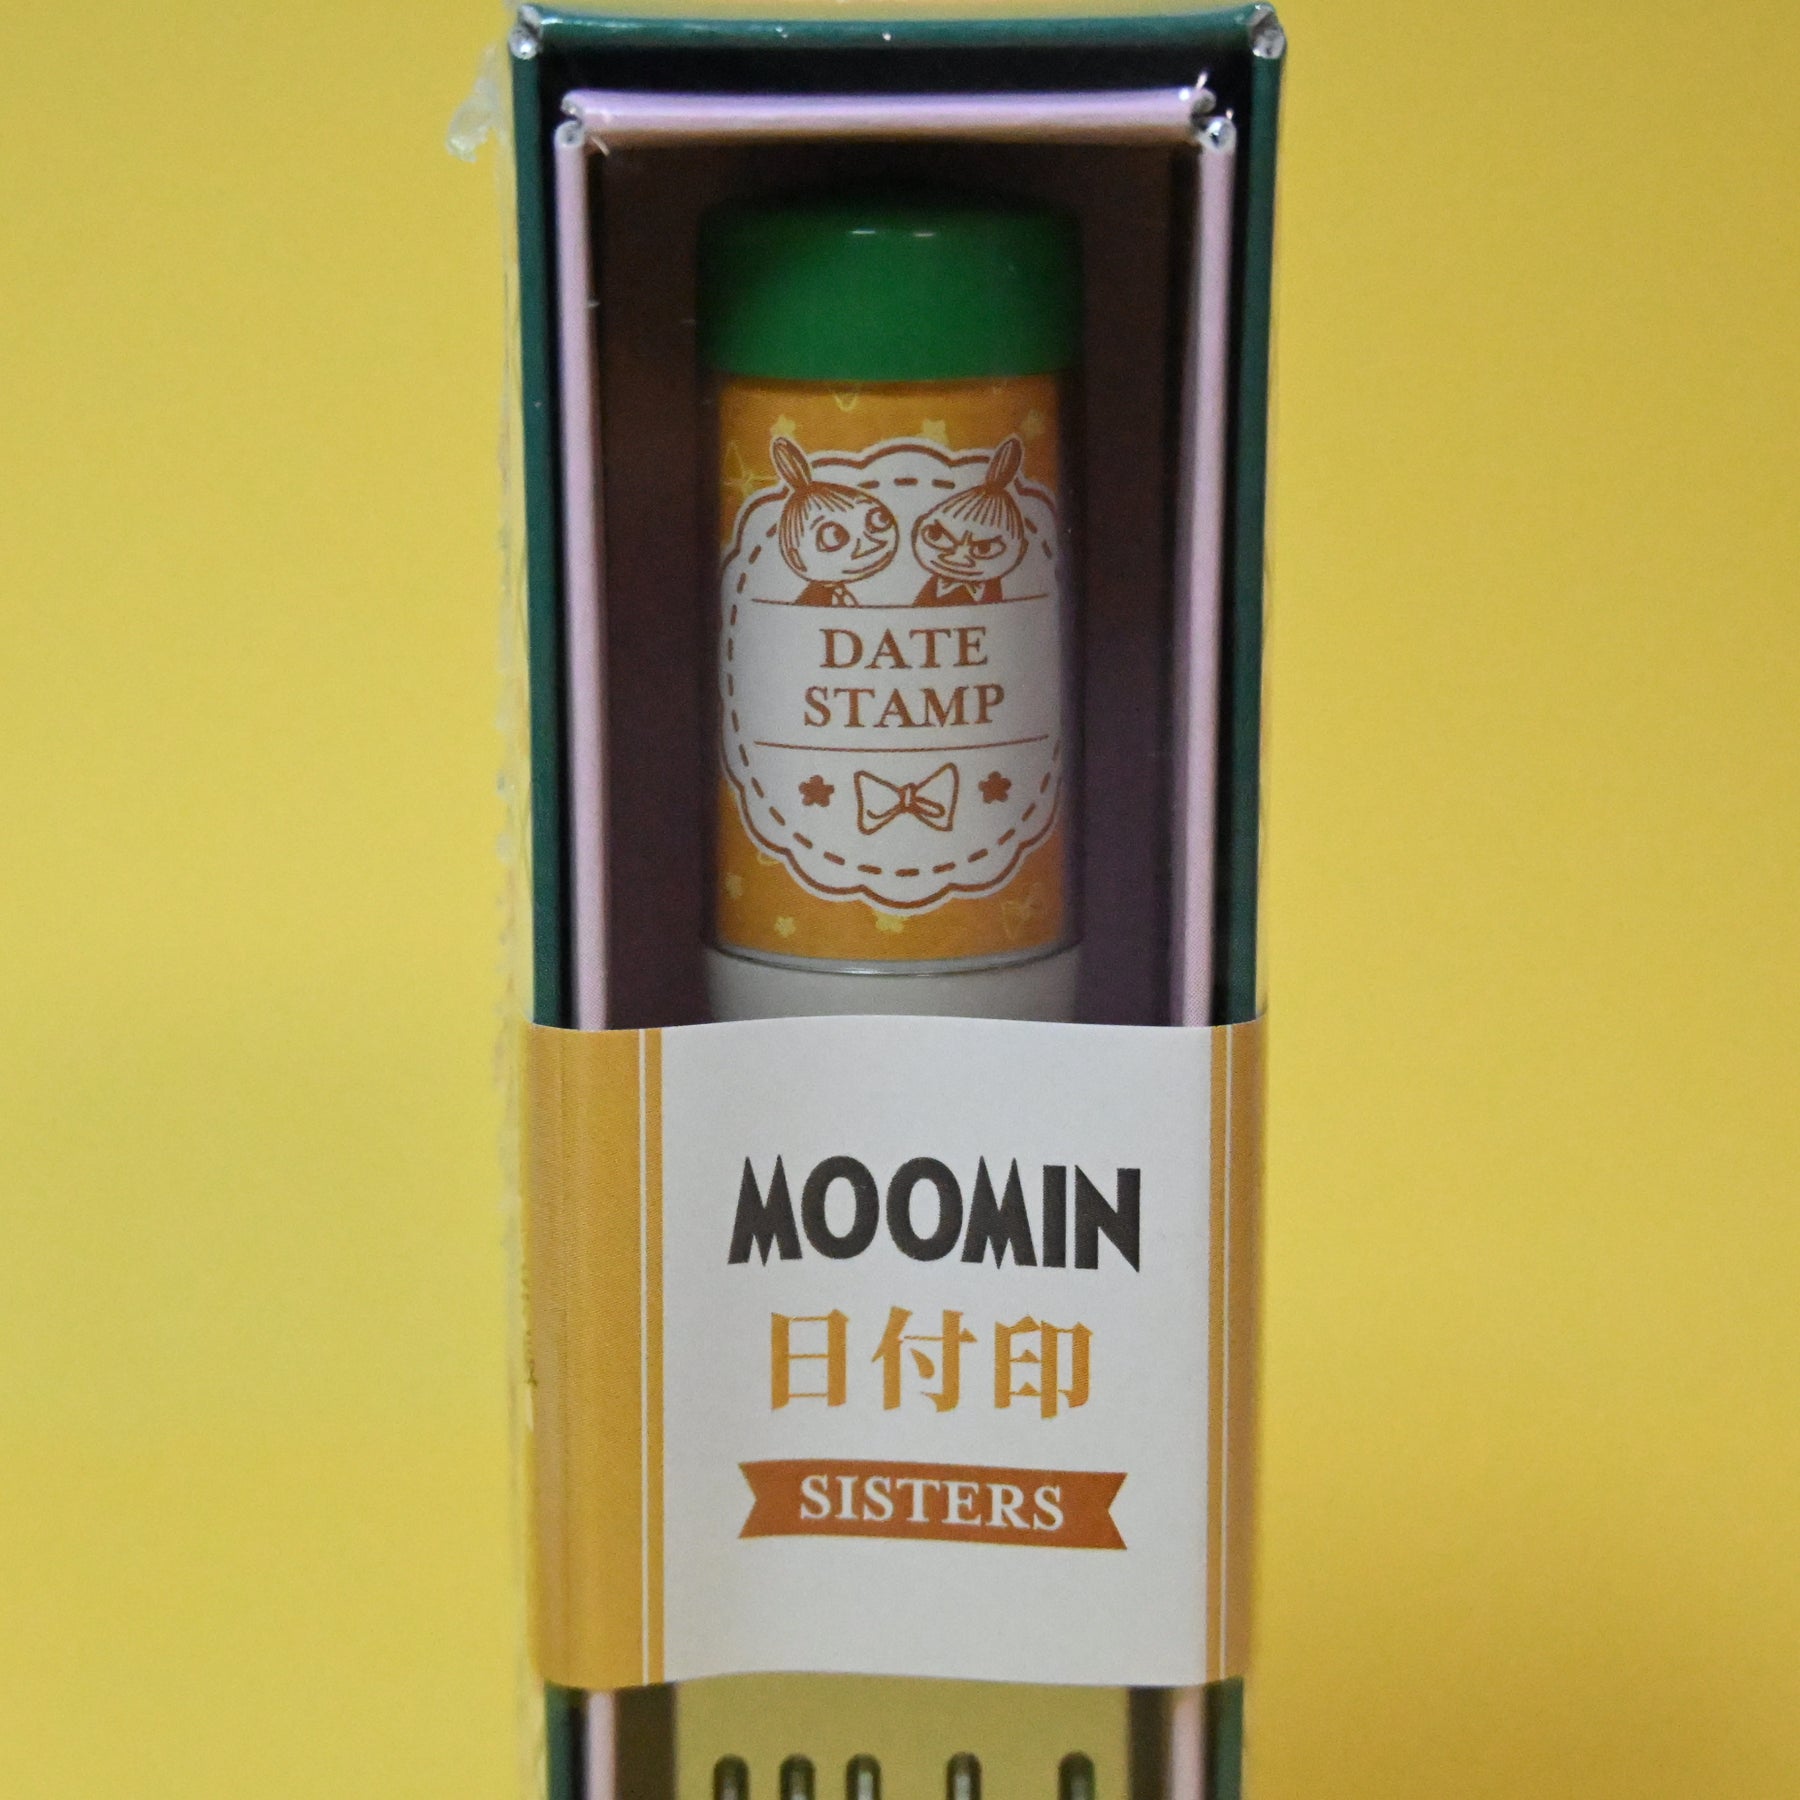 DATE
STAMP
MOOMIN
日付印
SISTERS